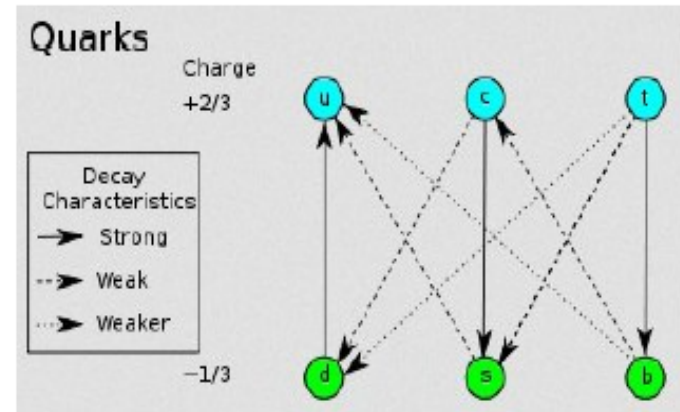 Quarks
Charge
+2/3
u
c
t
Decay
Characteristics
Strong
Weak
Weaker
−1/3
d
s
b